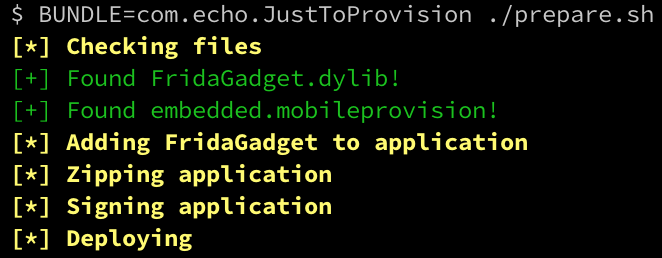 $ BUNDLE=com.echo.JustToProvision ./prepare.sh
[*] Checking files
[+] Found FridaGadget.dylib!
[+] Found embedded.mobileprovision!
[*] Adding FridaGadget to application
[*] Zipping application
[*] Signing application
[*] Deploying